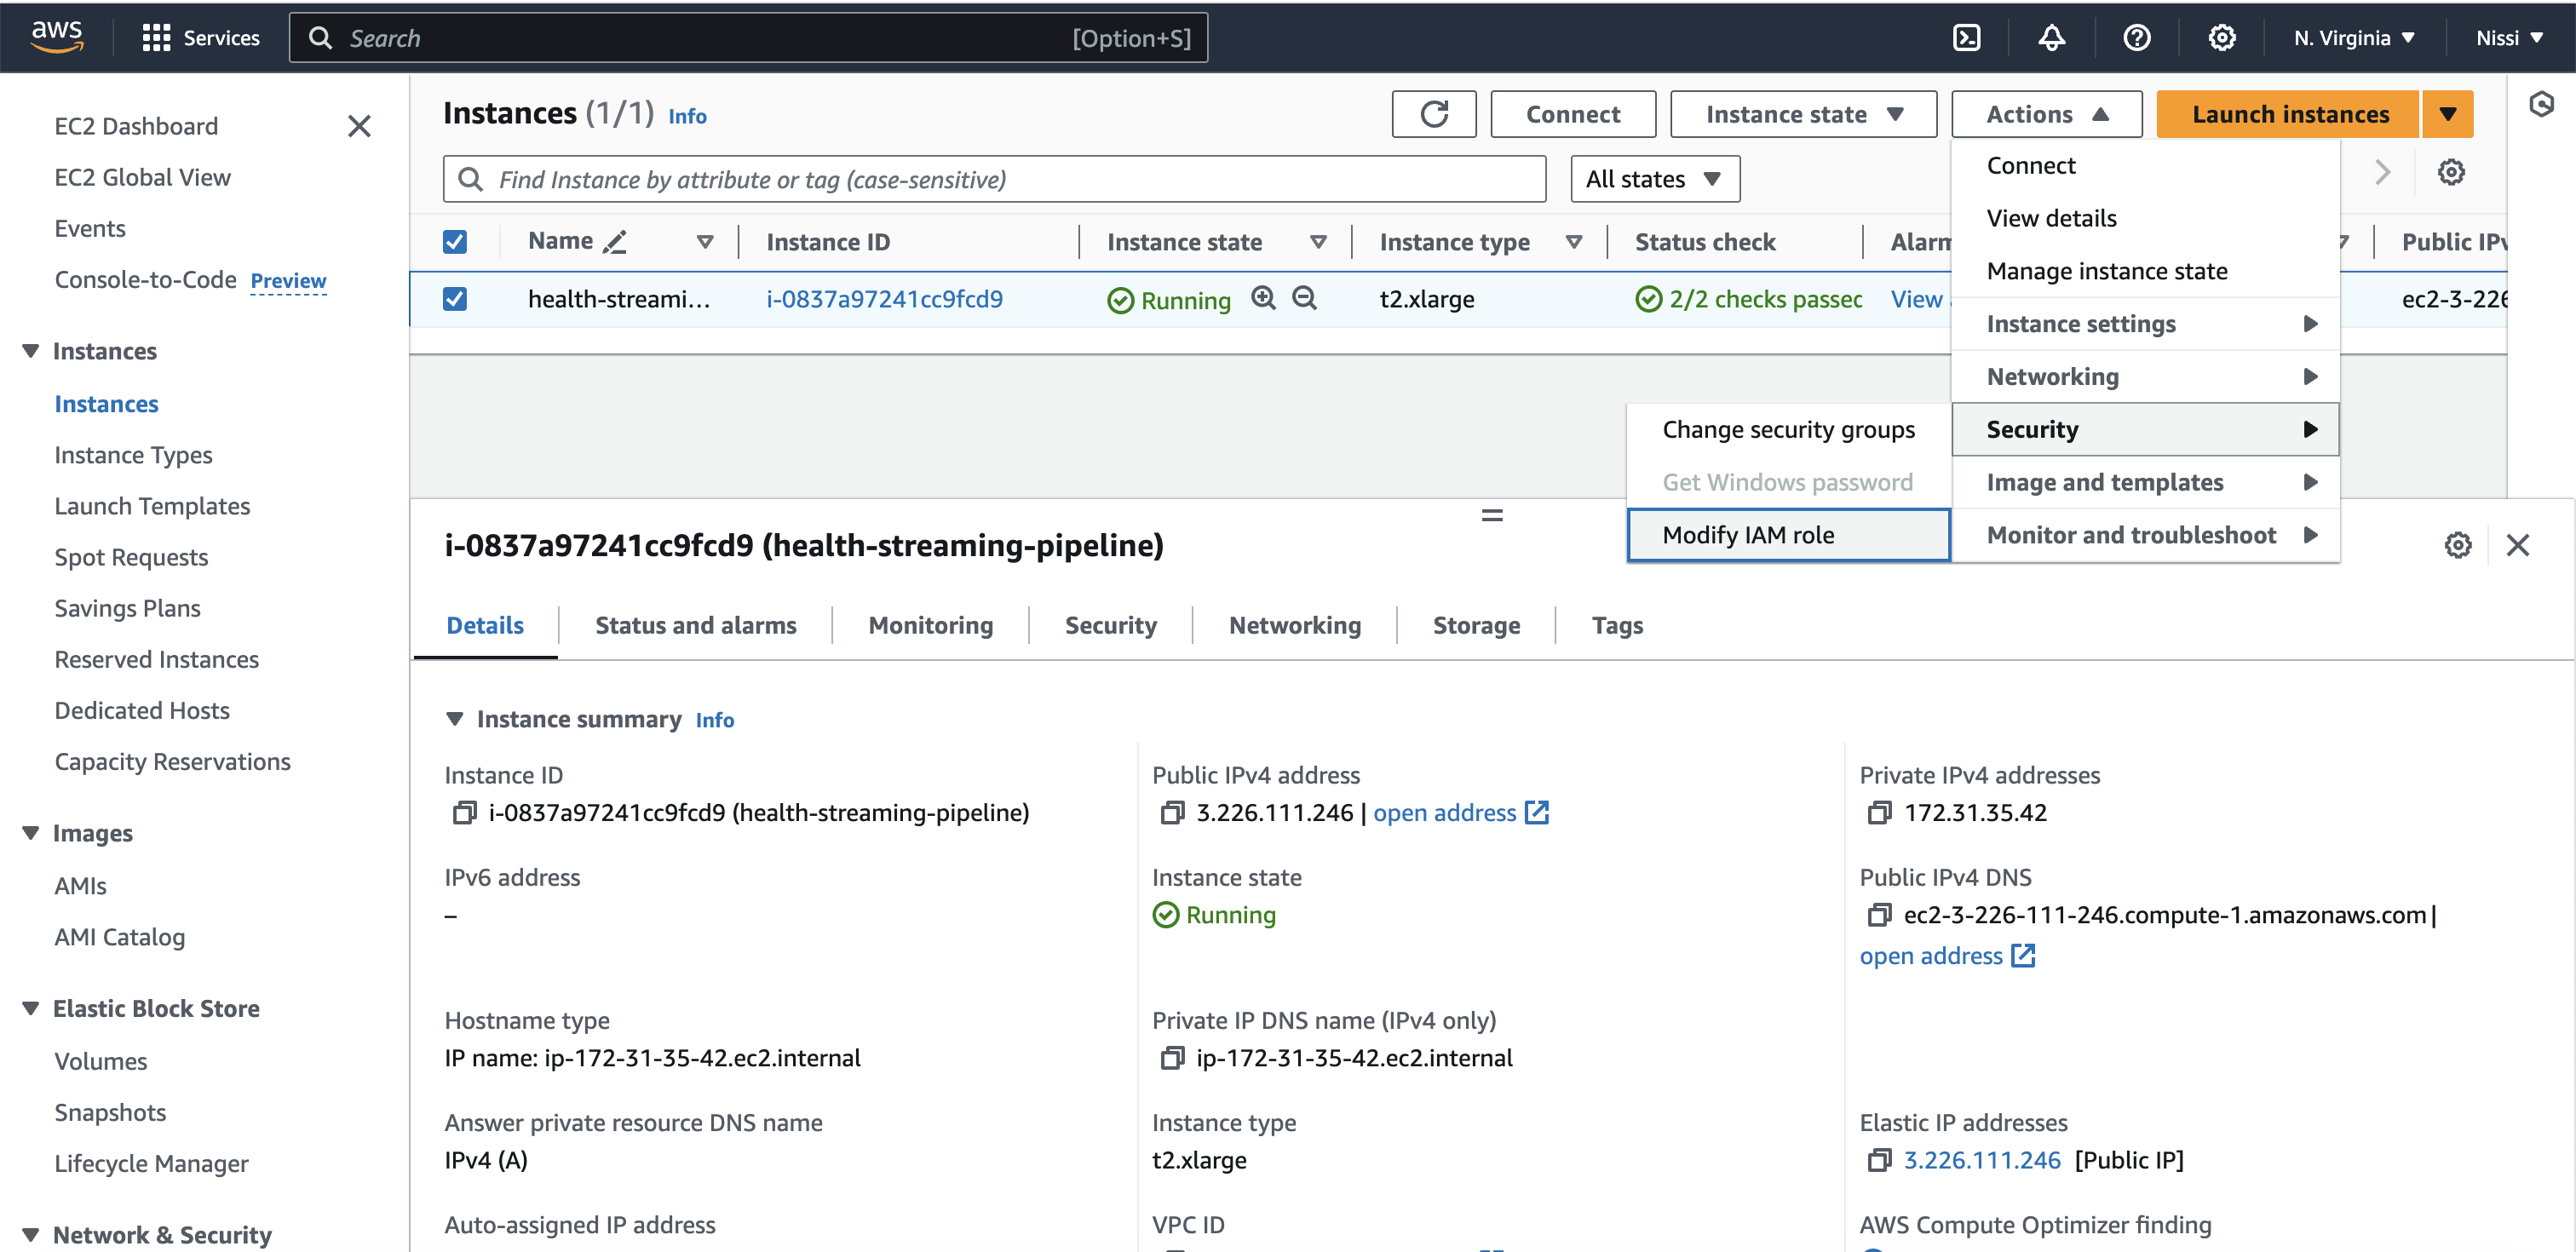 aws
Services
Search
[Option+S]
N. Virginia
Nissi
EC2 Dashboard
EC2 Global View
Events
Console-to-Code Preview
Instances
Instances
Instance Types
Launch Templates
Spot Requests
Savings Plans
Reserved Instances
Dedicated Hosts
Capacity Reservations
Images
AMIs
AMI Catalog
Elastic Block Store
Volumes
Snapshots
Lifecycle Manager
Network & Security
Instances (1/1) Info
Connect
Instance state
Actions
Launch instances
Find Instance by attribute or tag (case-sensitive)
All states
Name
Instance ID
Instance state
Instance type
Status check
Alarm
Public IPv
health-streami...
i-0837a97241cc9fcd9
Running
t2.xlarge
2/2 checks passed
View
ec2-3-226
Connect
View details
Manage instance state
Instance settings
Networking
Security
Image and templates
Monitor and troubleshoot
Change security groups
Get Windows password
Modify IAM role
i-0837a97241cc9fcd9 (health-streaming-pipeline)
Details
Status and alarms
Monitoring
Security
Networking
Storage
Tags
Instance summary Info
Instance ID
i-0837a97241cc9fcd9 (health-streaming-pipeline)
Public IPv4 address
3.226.111.246 | open address
Private IPv4 addresses
172.31.35.42
IPv6 address
–
Instance state
Running
Public IPv4 DNS
ec2-3-226-111-246.compute-1.amazonaws.com |
open address
Hostname type
IP name: ip-172-31-35-42.ec2.internal
Private IP DNS name (IPv4 only)
ip-172-31-35-42.ec2.internal
Answer private resource DNS name
IPv4 (A)
Instance type
t2.xlarge
Elastic IP addresses
3.226.111.246 [Public IP]
Auto-assigned IP address
VPC ID
AWS Compute Optimizer finding